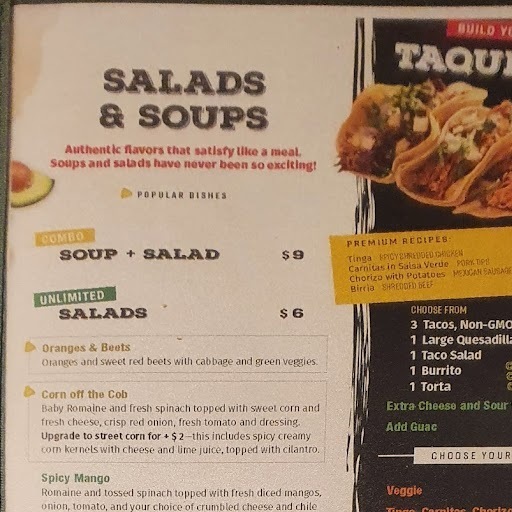 SALADS
& SOUPS
Authentic flavors that satisfy like a meal.
Soups and salads have never been so exciting!
POPULAR DISHES
COMBO
SOUP + SALAD $9
UNLIMITED
SALADS $6
Oranges & Beets
Oranges and sweet red beets with cabbage and green veggies.
Corn off the Cob
Baby Romaine and fresh spinach topped with sweet corn and
fresh cheese, crisp red onion, fresh tomato and dressing.
Upgrade to street corn for + $2—this includes spicy creamy
corn kernels with cheese and lime juice, topped with cilantro.
Spicy Mango
Romaine and tossed spinach topped with fresh diced mangos,
onion, tomato, and your choice of crumbled cheese and chile
BUILD YO
TAQU
PREMIUM RECIPES:
Tinga SPICY SHREDDED CHICKEN
Carnitas in Salsa Verde PORK TIPS
Chorizo with Potatoes MEXICAN SAUSAGE
Birria SHREDDED BEEF
CHOOSE FROM
3 Tacos, Non-GMO
1 Large Quesadilla
1 Taco Salad
1 Burrito
1 Torta
Extra Cheese and Sour
Add Guac
CHOOSE YOUR
Veggie
Tinga, Carnitas, Chorizo